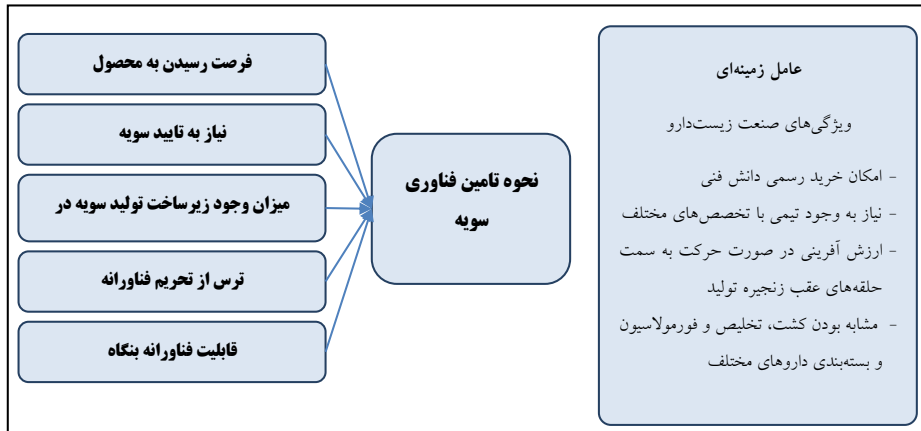 عامل زمینه‌ای
ویژگی‌های صنعت زیست‌دارو
- امکان خرید رسمی دانش فنی
- نیاز به وجود تیمی با تخصص‌های مختلف
- ارزش آفرینی در صورت حرکت به سمت
حلقه‌های عقب زنجیره تولید
- مشابه بودن کشت، تخلیص و فورمولاسیون
و بسته‌بندی داروهای مختلف
نحوه تامین فناوری
سویه
فرصت رسیدن به محصول
نیاز به تایید سویه
میزان وجود زیرساخت تولید سویه در
ترس از تحریم فناورانه
قابلیت فناورانه بنگاه